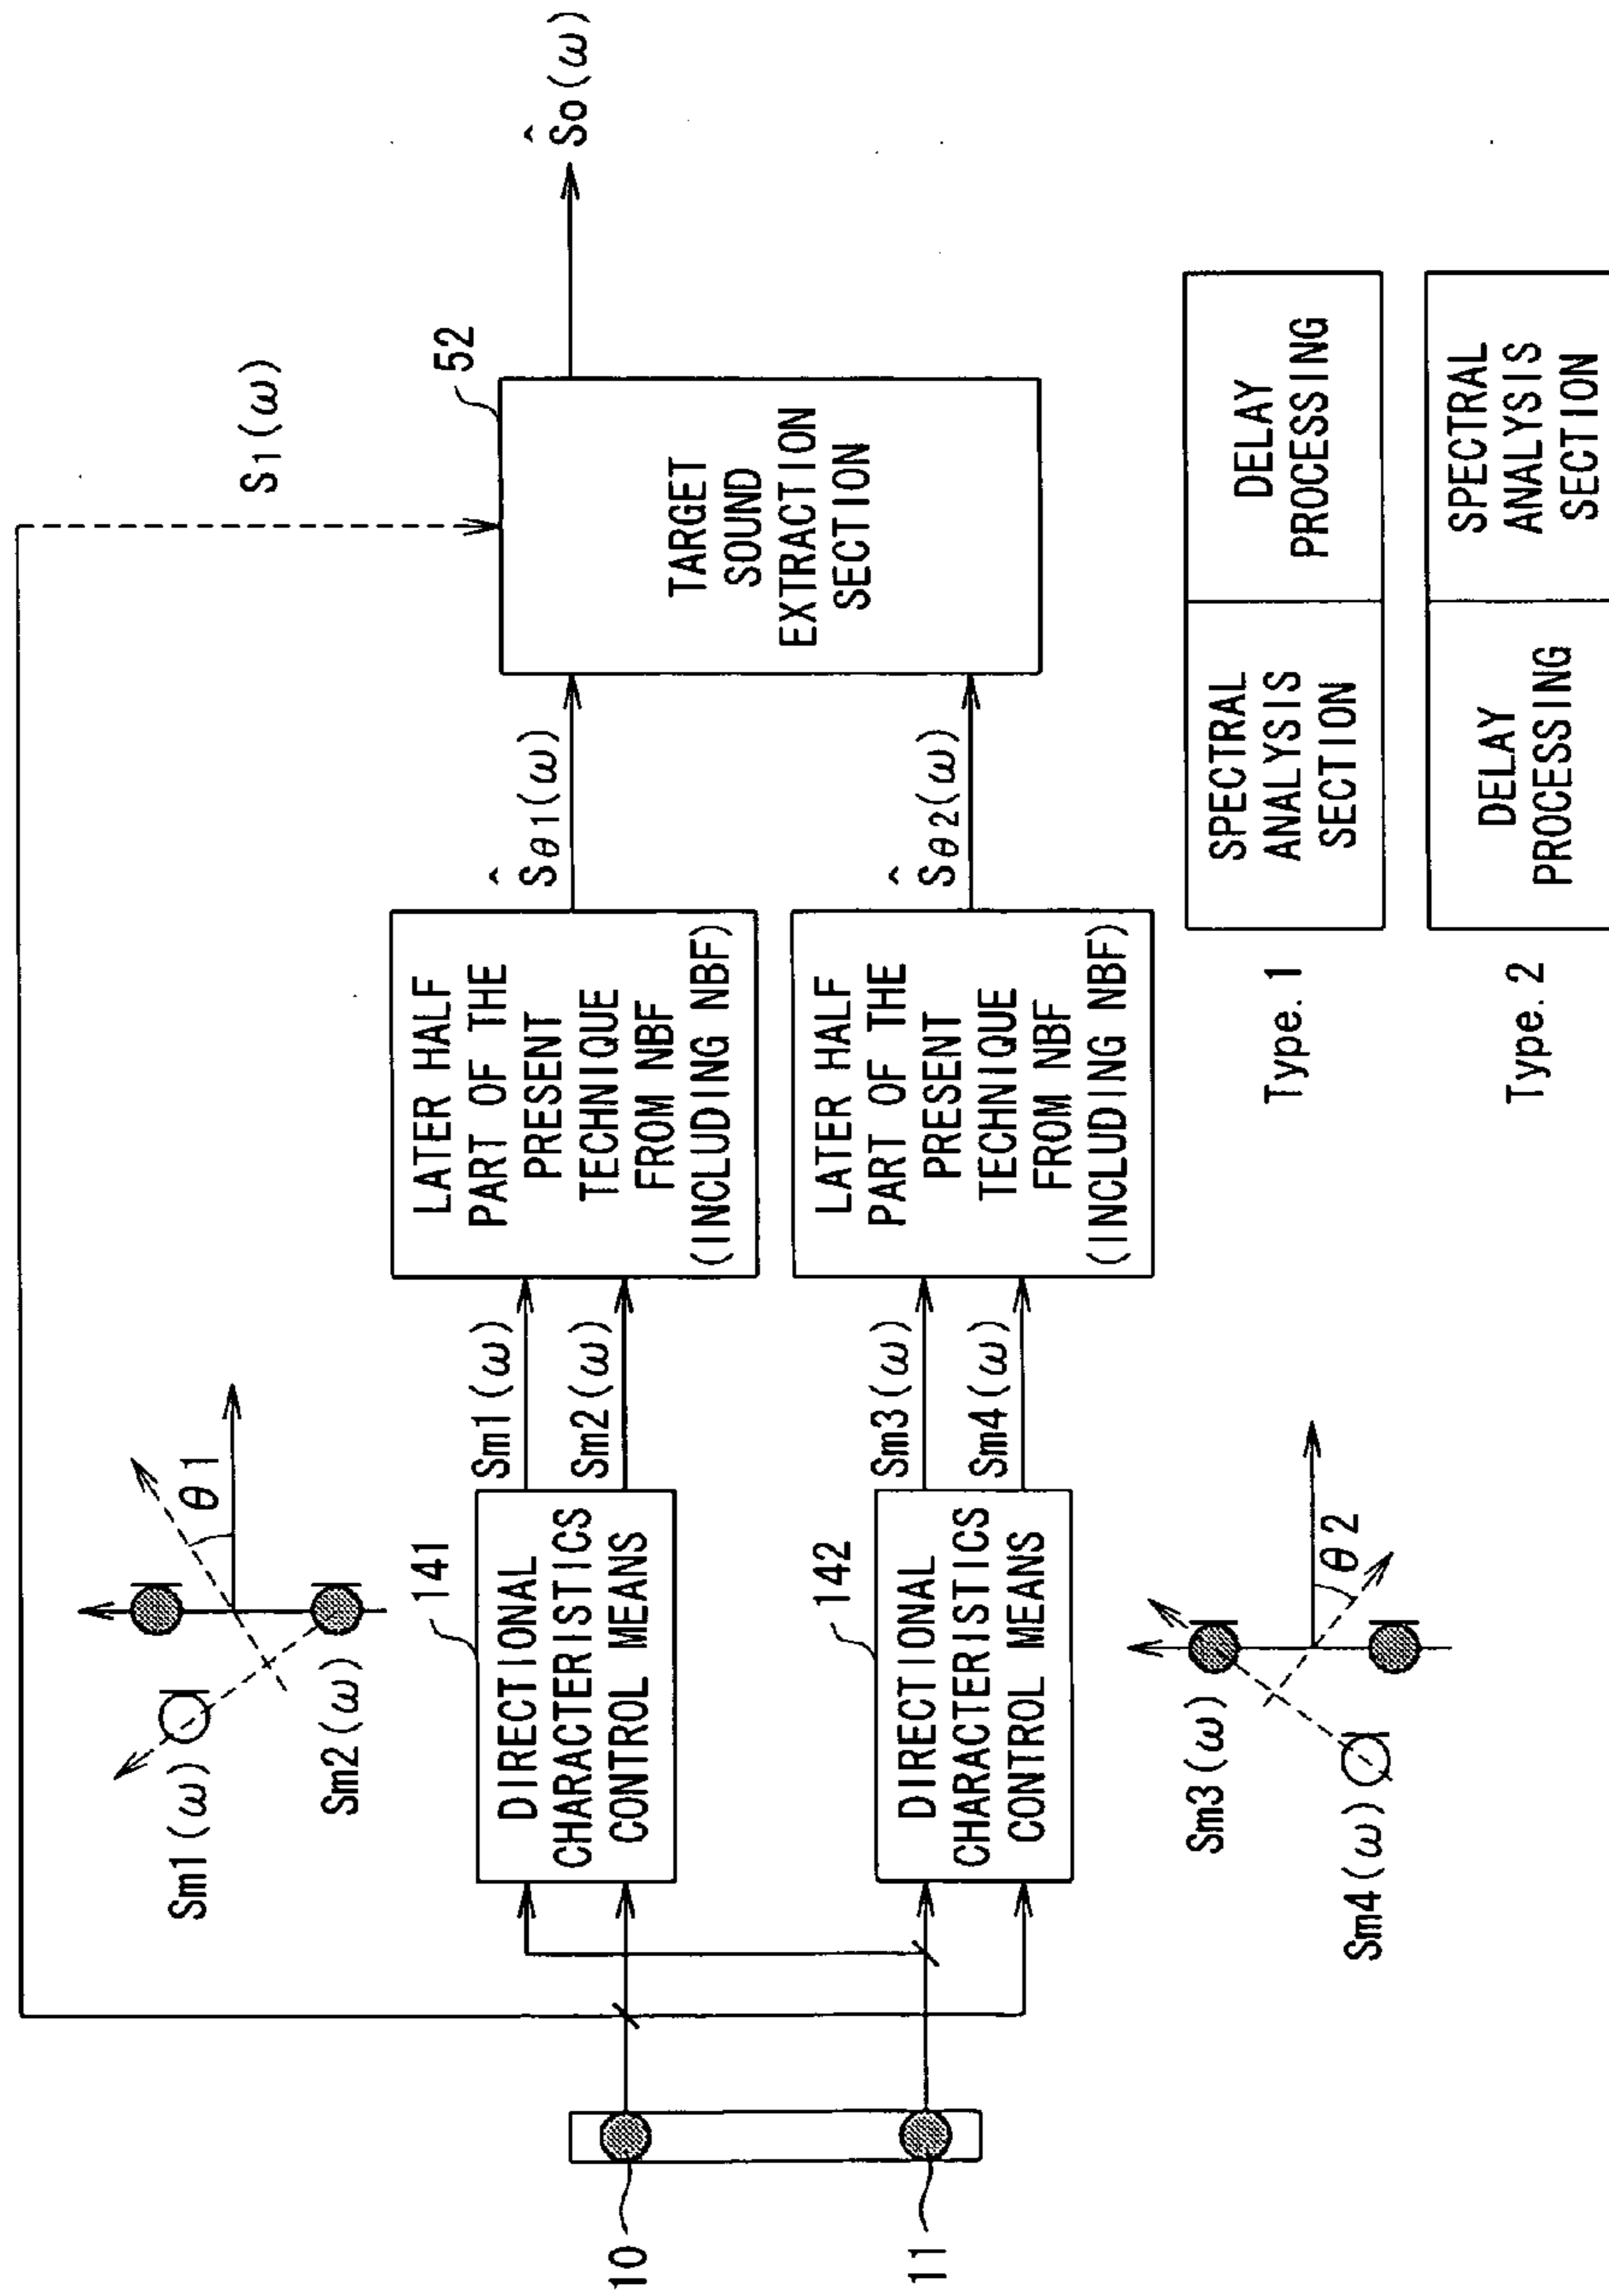 10
11
Sm1(ω)
Sm2(ω)
θ1
141
DIRECTIONAL
CHARACTERISTICS
CONTROL MEANS
Sm1(ω)
Sm2(ω)
LATER HALF
PART OF THE
PRESENT
TECHNIQUE
FROM NBF
(INCLUDING NBF)
Ŝθ1(ω)
142
DIRECTIONAL
CHARACTERISTICS
CONTROL MEANS
Sm3(ω)
Sm4(ω)
LATER HALF
PART OF THE
PRESENT
TECHNIQUE
FROM NBF
(INCLUDING NBF)
Ŝθ2(ω)
S1(ω)
52
TARGET
SOUND
EXTRACTION
SECTION
Ŝo(ω)
Sm3(ω)
Sm4(ω)
θ2
Type. 1
SPECTRAL
ANALYSIS
SECTION
DELAY
PROCESSING
Type. 2
DELAY
PROCESSING
SPECTRAL
ANALYSIS
SECTION